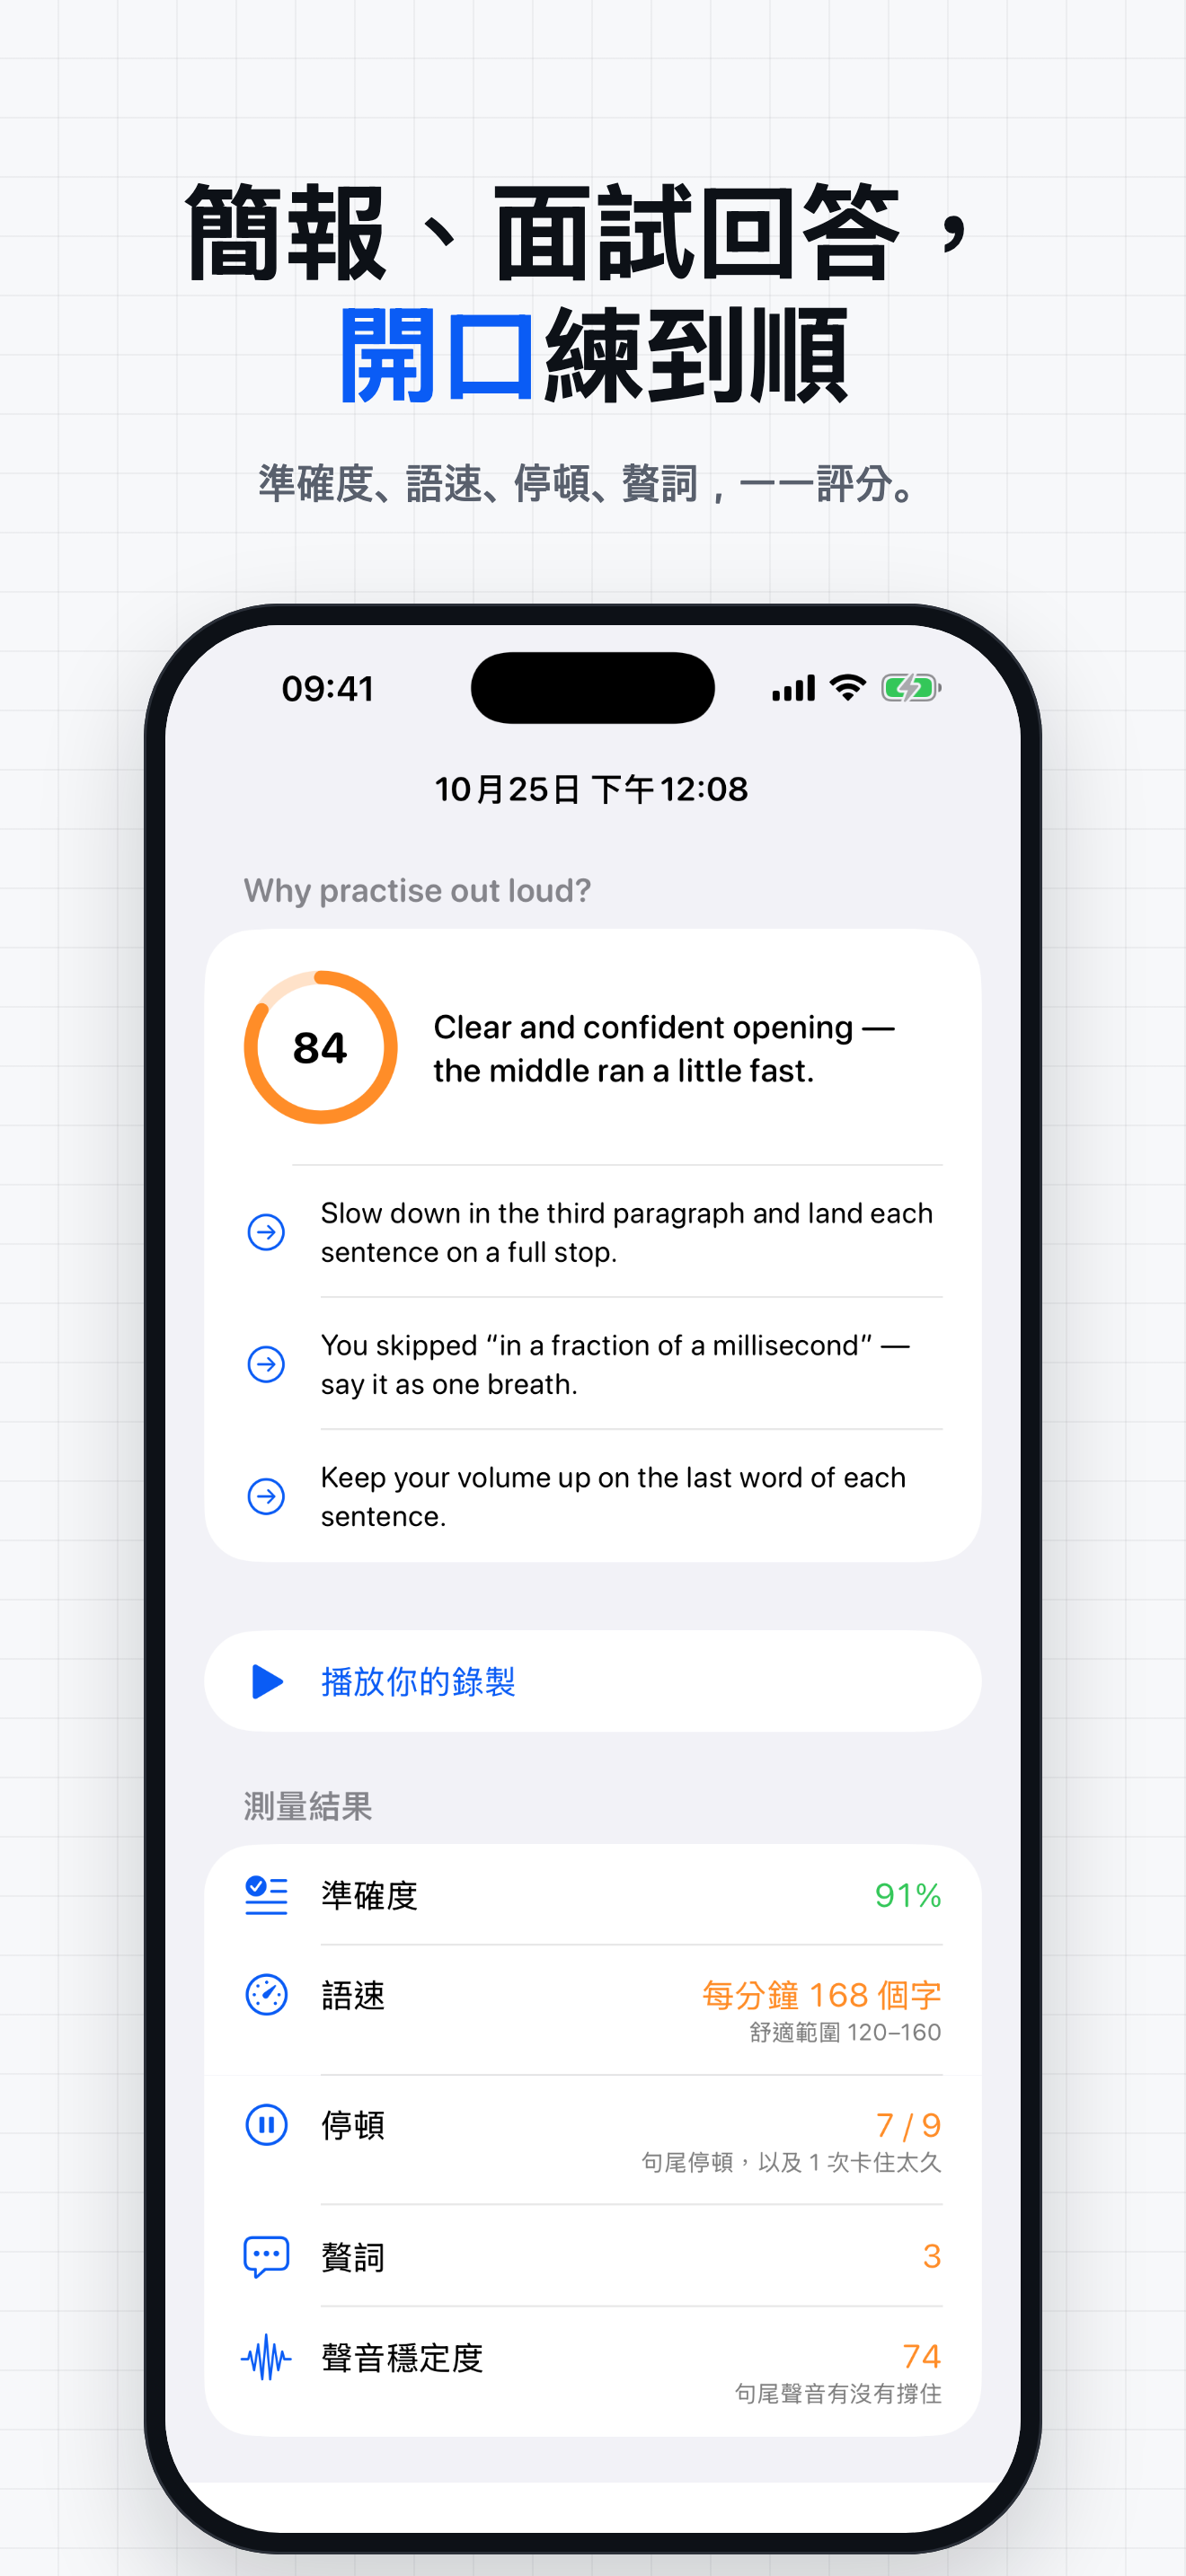 簡報、面試回答，
開口練到順
準確度、語速、停頓、贅詞，一一評分。
09:41
10月25日 下午12:08
Why practise out loud?
84
Clear and confident opening —
the middle ran a little fast.
Slow down in the third paragraph and land each
sentence on a full stop.
You skipped “in a fraction of a millisecond” —
say it as one breath.
Keep your volume up on the last word of each
sentence.
播放你的錄製
測量結果
準確度 91%
語速 每分鐘 168 個字
舒適範圍 120–160
停頓 7 / 9
句尾停頓，以及 1 次卡住太久
贅詞 3
聲音穩定度 74
句尾聲音有沒有撐住